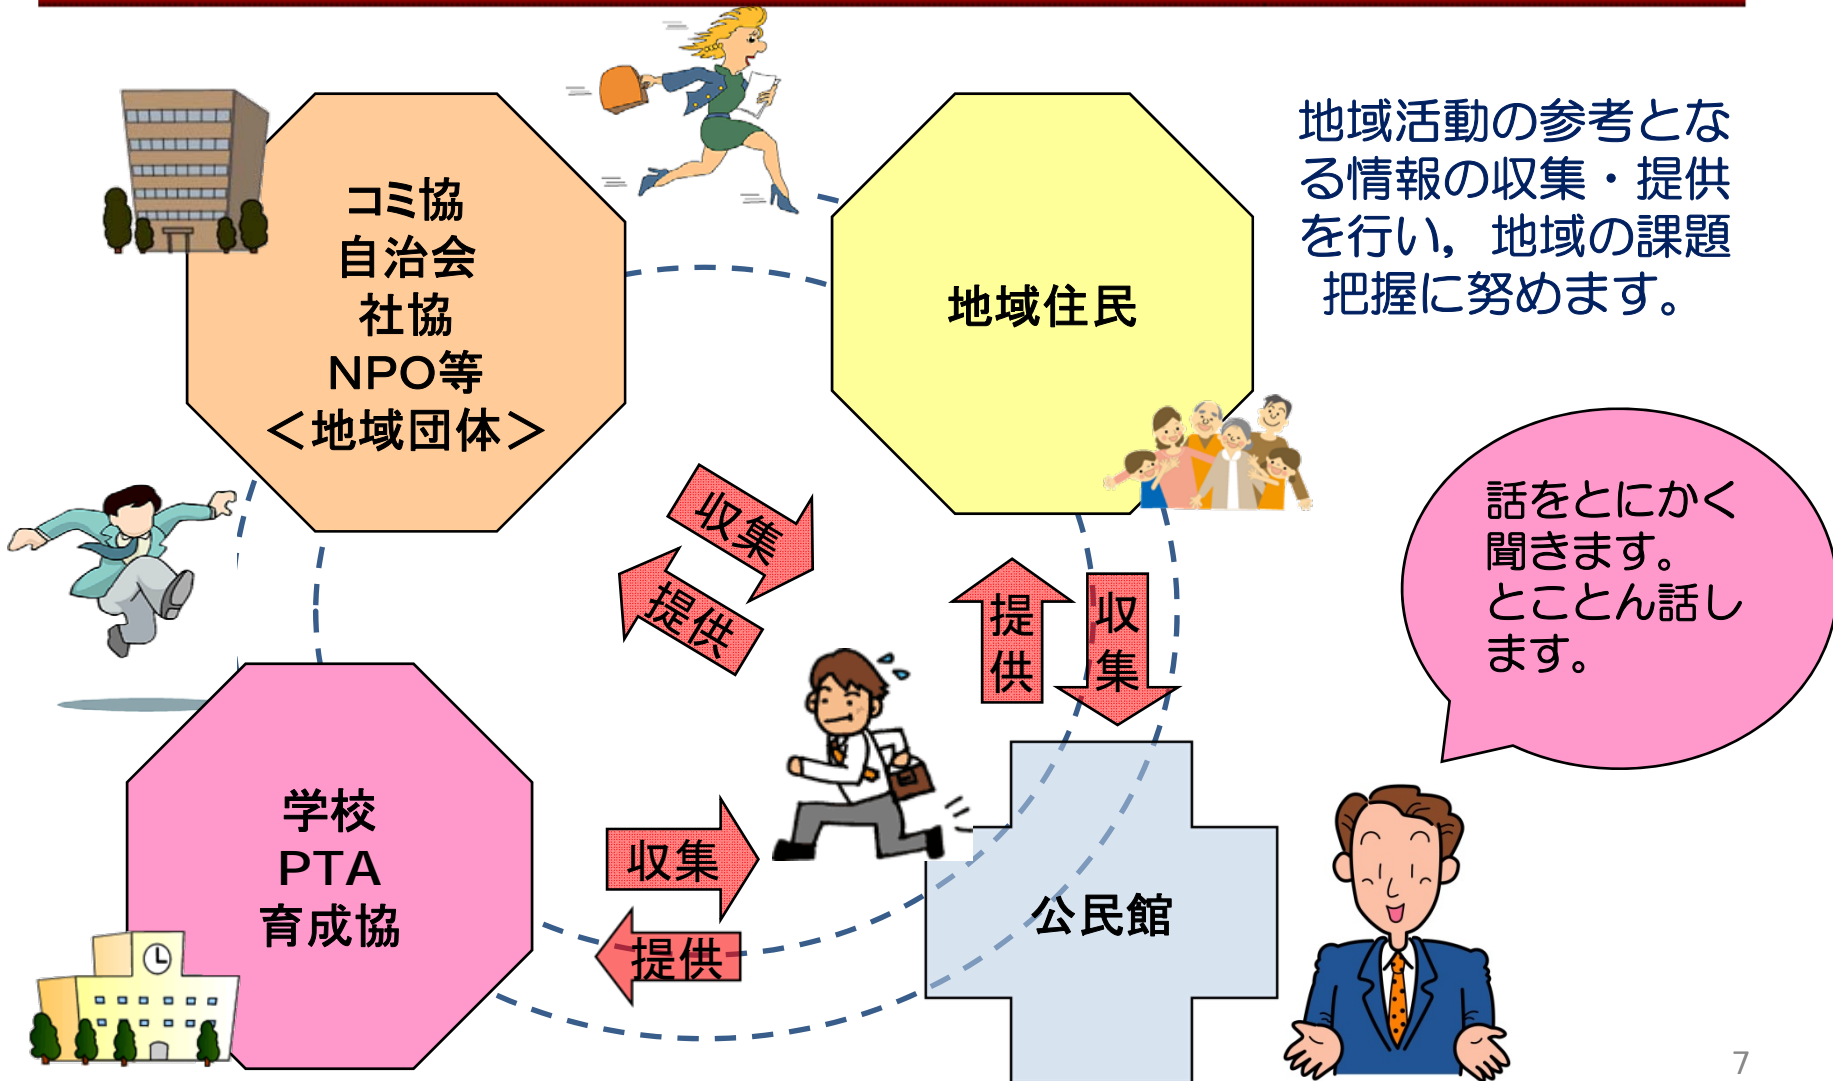 コミ協
自治会
社協
NPO等
＜地域団体＞
地域住民
地域活動の参考とな
る情報の収集・提供
を行い，地域の課題
把握に努めます。
話をとにかく
聞きます。
とことん話し
ます。
収集
提供
提
供
収
集
学校
PTA
育成協
収集
提供
公民館
7